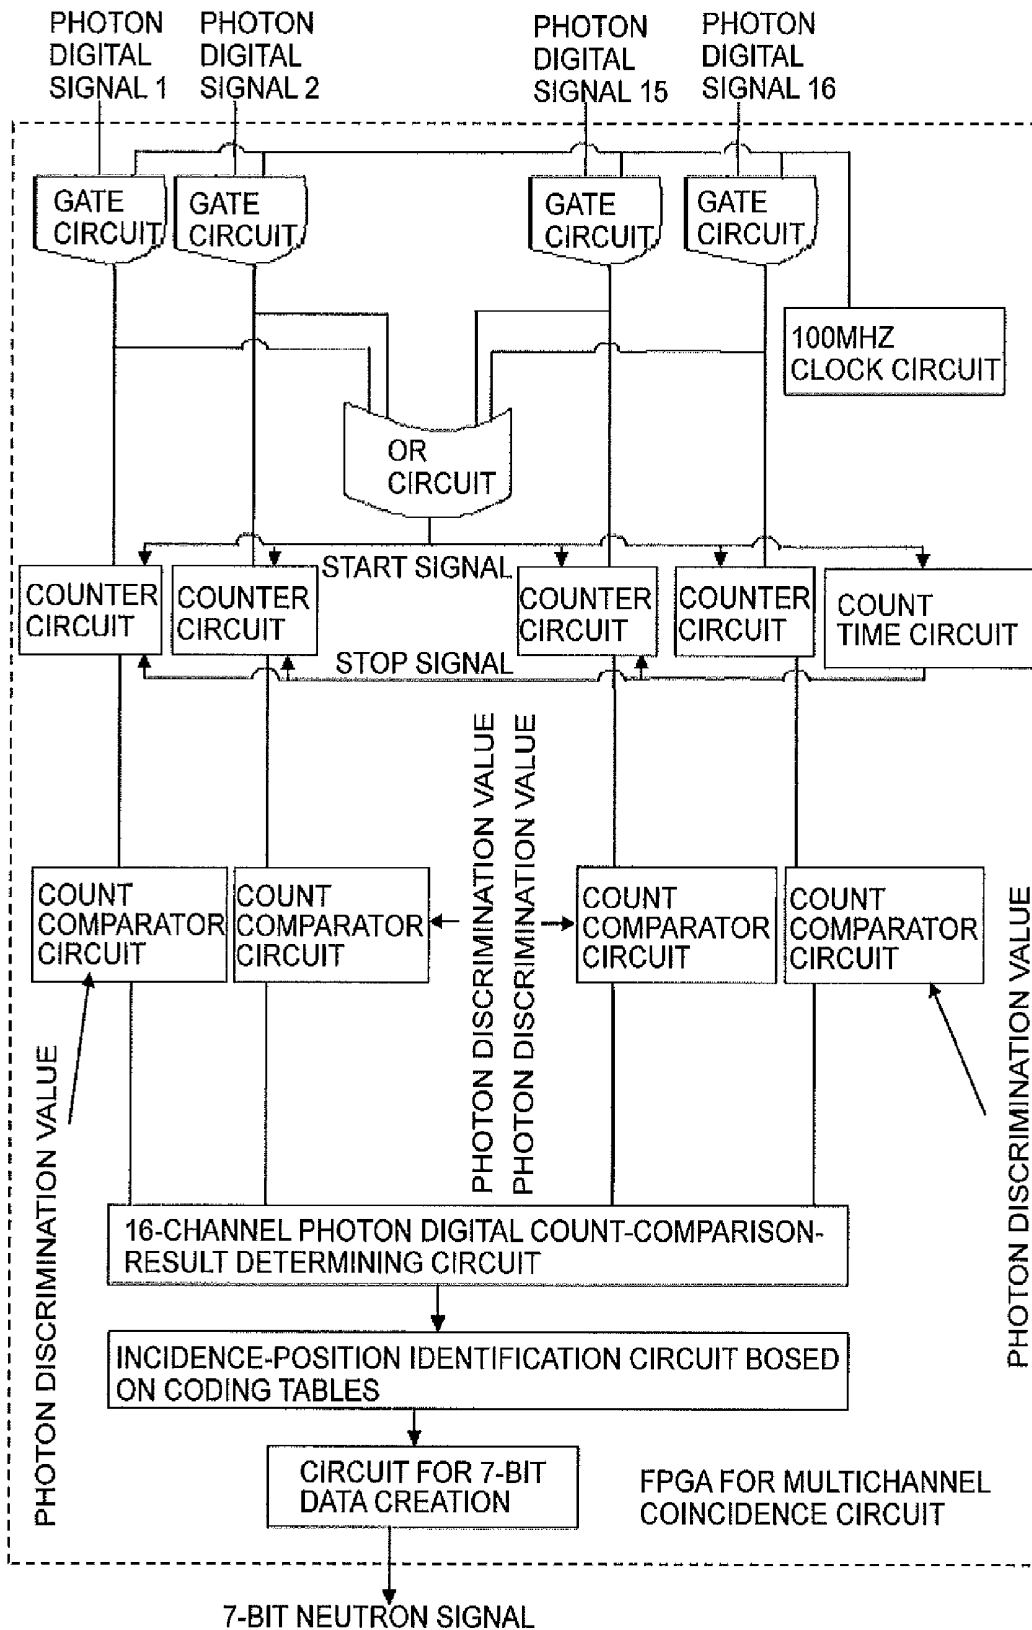 PHOTON
DIGITAL
SIGNAL 1
PHOTON
DIGITAL
SIGNAL 2
PHOTON
DIGITAL
SIGNAL 15
PHOTON
DIGITAL
SIGNAL 16
GATE
CIRCUIT
GATE
CIRCUIT
GATE
CIRCUIT
GATE
CIRCUIT
100MHZ
CLOCK CIRCUIT
OR
CIRCUIT
START SIGNAL
COUNTER
CIRCUIT
COUNTER
CIRCUIT
COUNTER
CIRCUIT
COUNTER
CIRCUIT
COUNT
TIME CIRCUIT
STOP SIGNAL
PHOTON DISCRIMINATION VALUE
PHOTON DISCRIMINATION VALUE
COUNT
COMPARATOR
CIRCUIT
COUNT
COMPARATOR
CIRCUIT
COUNT
COMPARATOR
CIRCUIT
COUNT
COMPARATOR
CIRCUIT
PHOTON DISCRIMINATION VALUE
PHOTON DISCRIMINATION VALUE
16-CHANNEL PHOTON DIGITAL COUNT-COMPARISON-
RESULT DETERMINING CIRCUIT
INCIDENCE-POSITION IDENTIFICATION CIRCUIT BOSED
ON CODING TABLES
CIRCUIT FOR 7-BIT
DATA CREATION
FPGA FOR MULTICHANNEL
COINCIDENCE CIRCUIT
7-BIT NEUTRON SIGNAL